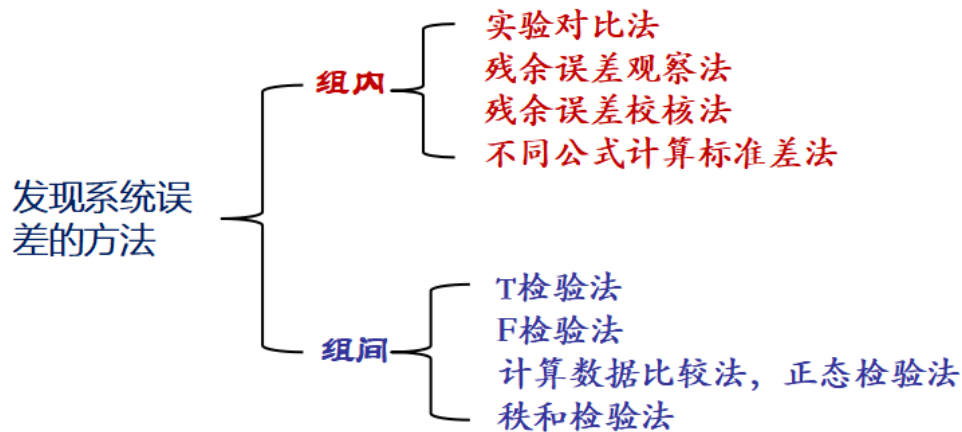 发现系统误
差的方法
组内
实验对比法
残余误差观察法
残余误差校核法
不同公式计算标准差法
组间
T检验法
F检验法
计算数据比较法，正态检验法
秩和检验法